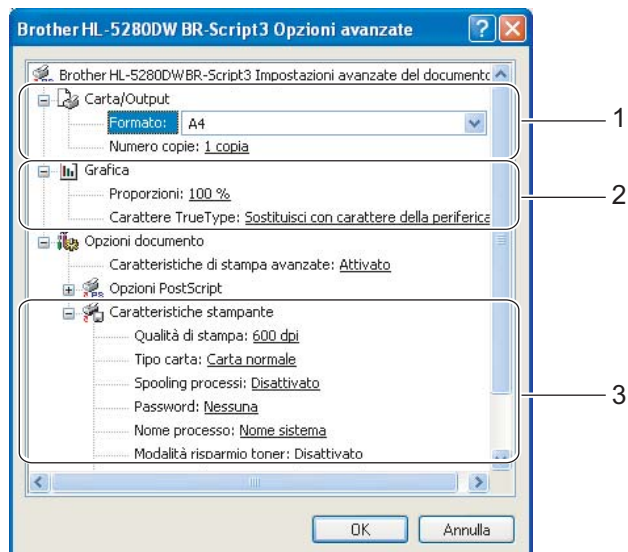 Brother HL-5280DW BR-Script3 Opzioni avanzate
Brother HL-5280DW BR-Script3 Impostazioni avanzate del documento
Carta/Output
Formato: A4
Numero copie: 1 copia
1
Grafica
Proporzioni: 100 %
Carattere TrueType: Sostituisci con carattere della periferica
2
Opzioni documento
Caratteristiche di stampa avanzate: Attivato
Opzioni PostScript
Caratteristiche stampante
Qualità di stampa: 600 dpi
Tipo carta: Carta normale
Spooling processi: Disattivato
Password: Nessuna
Nome processo: Nome sistema
Modalità risparmio toner: Disattivato
3
OK Annulla